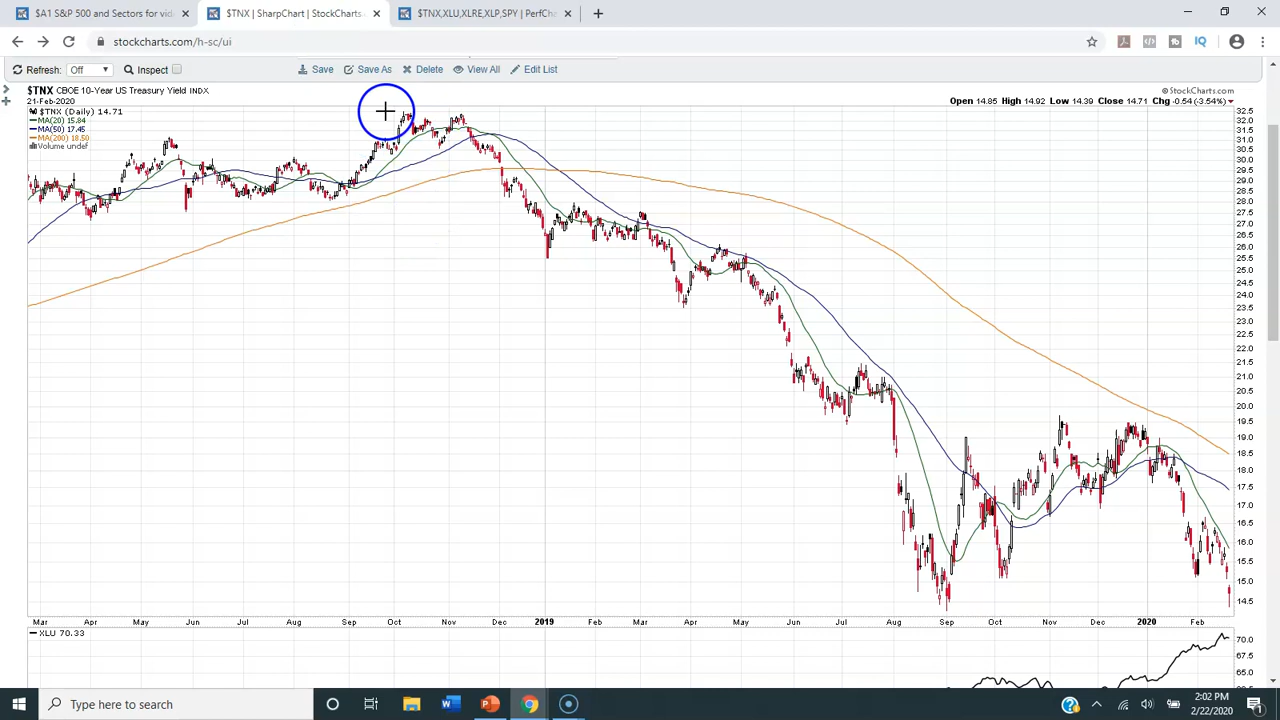 $A1 S&P 500 and Sectors for vid
$TNX | SharpChart | StockCharts.
$TNX,XLU,XLRE,XLP,SPY | PerfCh
stockcharts.com/h-sc/ui
Refresh: Off Inspect Save Save As Delete View All Edit List
$TNX CBOE 10-Year US Treasury Yield INDX
© StockCharts.com
21-Feb-2020
Open 14.85 High 14.92 Low 14.39 Close 14.71 Chg -0.54 (-3.54%)
$TNX (Daily) 14.71
MA(20) 15.84
MA(50) 17.45
MA(200) 18.50
Volume undef
32.5
32.0
31.5
31.0
30.5
30.0
29.5
29.0
28.5
28.0
27.5
27.0
26.5
26.0
25.5
25.0
24.5
24.0
23.5
23.0
22.5
22.0
21.5
21.0
20.5
20.0
19.5
19.0
18.5
18.0
17.5
17.0
16.5
16.0
15.5
15.0
14.5
Mar Apr May Jun Jul Aug Sep Oct Nov Dec 2019 Feb Mar Apr May Jun Jul Aug Sep Oct Nov Dec 2020 Feb
XLU 70.33
70.0
67.5
65.0
Type here to search
2:02 PM
2/22/2020